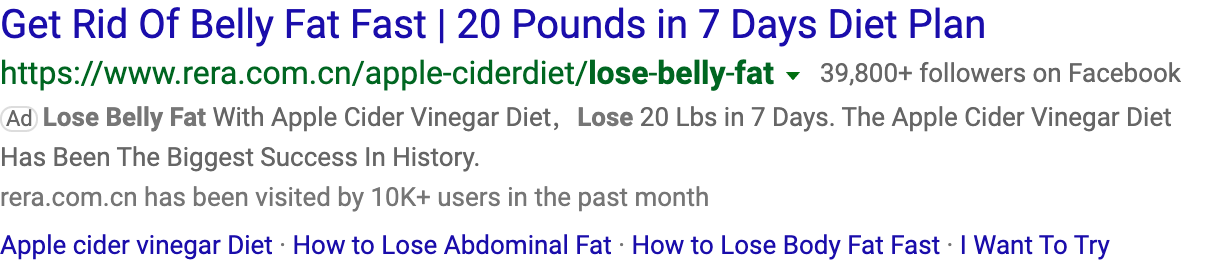 Get Rid Of Belly Fat Fast | 20 Pounds in 7 Days Diet Plan
https://www.rera.com.cn/apple-ciderdiet/lose-belly-fat ▼ 39,800+ followers on Facebook
Ad Lose Belly Fat With Apple Cider Vinegar Diet，Lose 20 Lbs in 7 Days. The Apple Cider Vinegar Diet
Has Been The Biggest Success In History.
rera.com.cn has been visited by 10K+ users in the past month
Apple cider vinegar Diet · How to Lose Abdominal Fat · How to Lose Body Fat Fast · I Want To Try